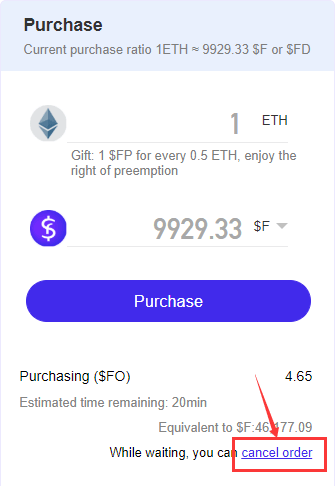 Purchase
Current purchase ratio 1ETH ≈ 9929.33 $F or $FD
1 ETH
Gift: 1 $FP for every 0.5 ETH, enjoy the
right of preemption
9929.33 $F
Purchase
Purchasing ($FO) 4.65
Estimated time remaining: 20min
Equivalent to $F:46,177.09
While waiting, you can cancel order